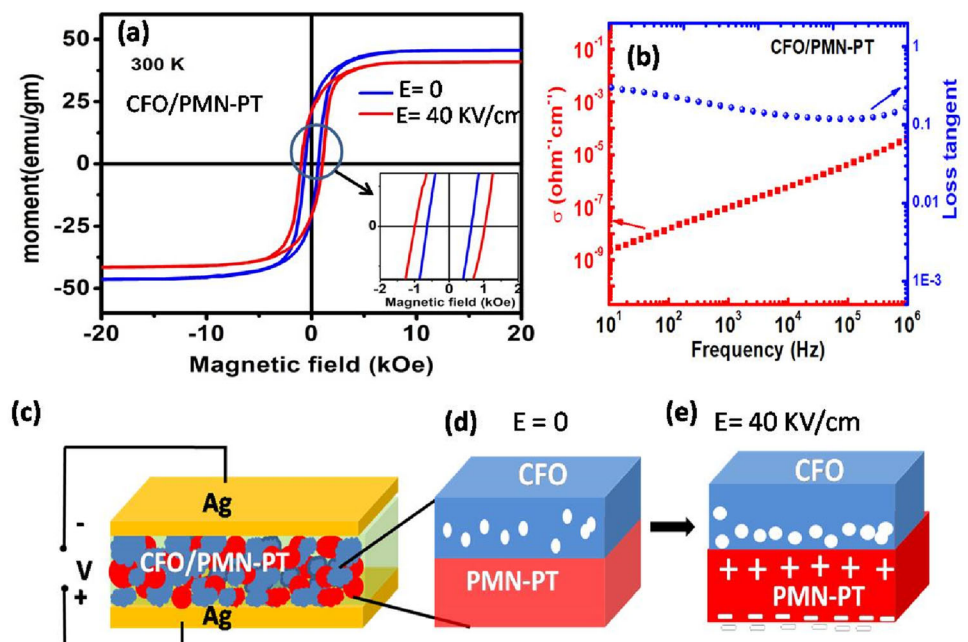 (a)
300 K
CFO/PMN-PT
E= 0
E= 40 KV/cm
moment(emu/gm)
50
25
0
-25
-50
-20
-10
0
10
20
Magnetic field (kOe)
0
-2
-1
0
1
2
Magnetic field (kOe)
(b)
CFO/PMN-PT
σ (ohm⁻¹cm⁻¹)
10⁻¹
10⁻³
10⁻⁵
10⁻⁷
10⁻⁹
Loss tangent
1
0.1
0.01
1E-3
10¹
10²
10³
10⁴
10⁵
10⁶
Frequency (Hz)
(c)
-
V
+
Ag
CFO/PMN-PT
Ag
(d)
E = 0
CFO
PMN-PT
(e)
E= 40 KV/cm
CFO
+ + + + + +
PMN-PT
- - - - - - -